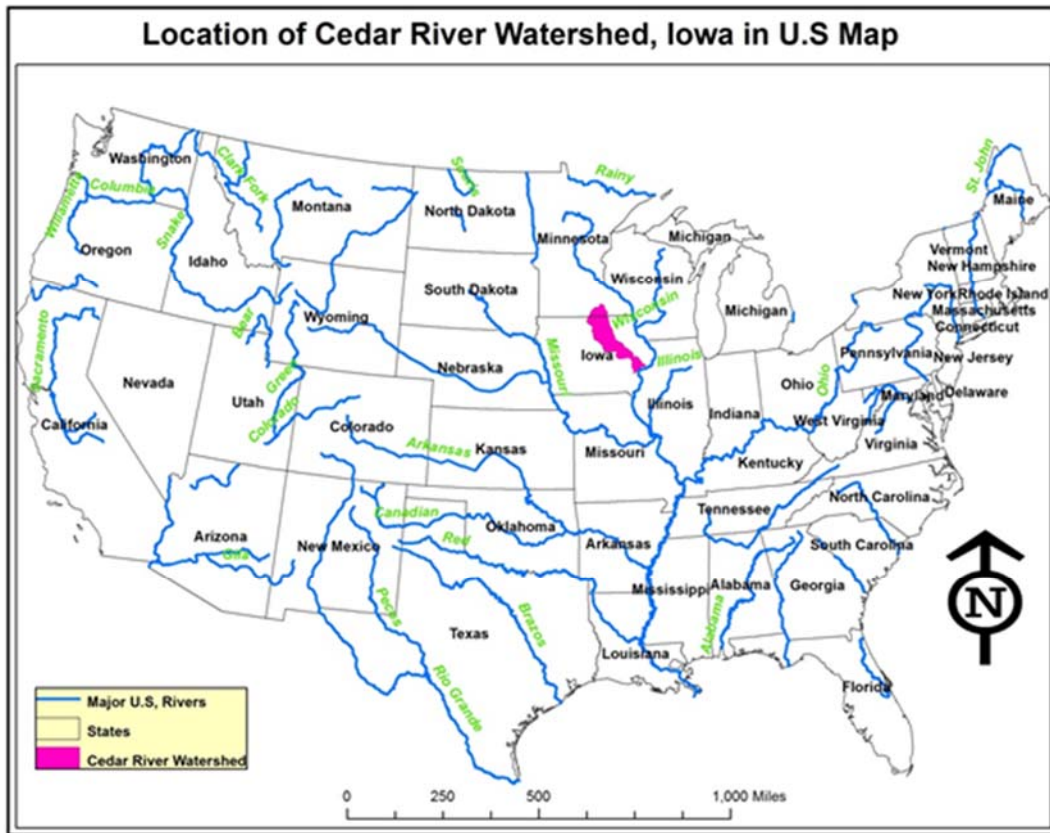 Location of Cedar River Watershed, Iowa in U.S Map
Washington
Clark Fork
Columbia
Willamette
Montana
Souris
North Dakota
Rainy
Minnesota
Michigan
St. John
Maine
Oregon
Snake
Idaho
South Dakota
Wisconsin
Wisconsin
Michigan
Vermont
New Hampshire
New York
Rhode Island
Massachusetts
Connecticut
Sacramento
Bear
Wyoming
Nebraska
Missouri
Iowa
Illinois
Illinois
Indiana
Ohio
Ohio
Pennsylvania
New Jersey
Maryland
Delaware
West Virginia
Virginia
Nevada
Utah
Green
Colorado
Colorado
California
Arkansas
Kansas
Missouri
Kentucky
Arizona
Gila
New Mexico
Canadian
Red
Oklahoma
Arkansas
Tennessee
North Carolina
South Carolina
Mississippi
Alabama
Alabama
Georgia
Pecos
Texas
Brazos
Rio Grande
Louisiana
Florida
N
Major U.S, Rivers
States
Cedar River Watershed
0 250 500 1,000 Miles